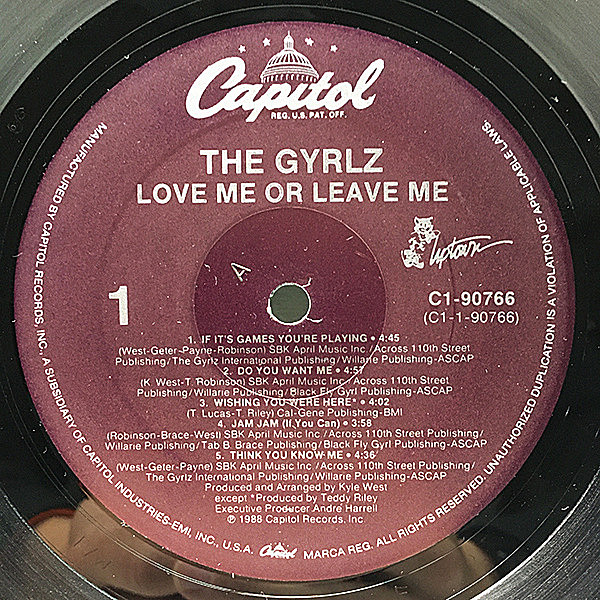 Capitol
REG. U.S. PAT. OFF.
THE GYRLZ
LOVE ME OR LEAVE ME
Uptown
A
1
C1-90766
(C1-1-90766)
1. IF IT'S GAMES YOU'RE PLAYING • 4:45
(West-Geter-Payne-Robinson) SBK April Music Inc./Across 110th Street
Publishing/The Gyrlz International Publishing/Willarie Publishing-ASCAP
2. DO YOU WANT ME • 4:57
(K West-T. Robinson) SBK April Music Inc./Across 110th Street
Publishing/Willarie Publishing/Black Fly Gyrl Publishing-ASCAP
3. WISHING YOU WERE HERE* • 4:02
(T. Lucas-T. Riley) Cal-Gene Publishing-BMI
4. JAM JAM (If You Can) • 3:58
(Robinson-Brace-West) SBK April Music Inc./Across 110th Street Publishing/
Willarie Publishing/Tab B. Brace Publishing/Black Fly Gyrl Publishing-ASCAP
5. THINK YOU KNOW ME • 4:36
(West-Geter-Payne) SBK April Music Inc./Across 110th Street Publishing/
The Gyrlz International Publishing/Willarie Publishing-ASCAP
Produced and Arranged by Kyle West
except *Produced by Teddy Riley
Executive Producer Andre Harrell
℗ 1988 Capitol Records, Inc.
MANUFACTURED BY CAPITOL RECORDS, INC., A SUBSIDIARY OF CAPITOL INDUSTRIES-EMI, INC., U.S.A. Capitol MARCA REG. ALL RIGHTS RESERVED. UNAUTHORIZED DUPLICATION IS A VIOLATION OF APPLICABLE LAWS.